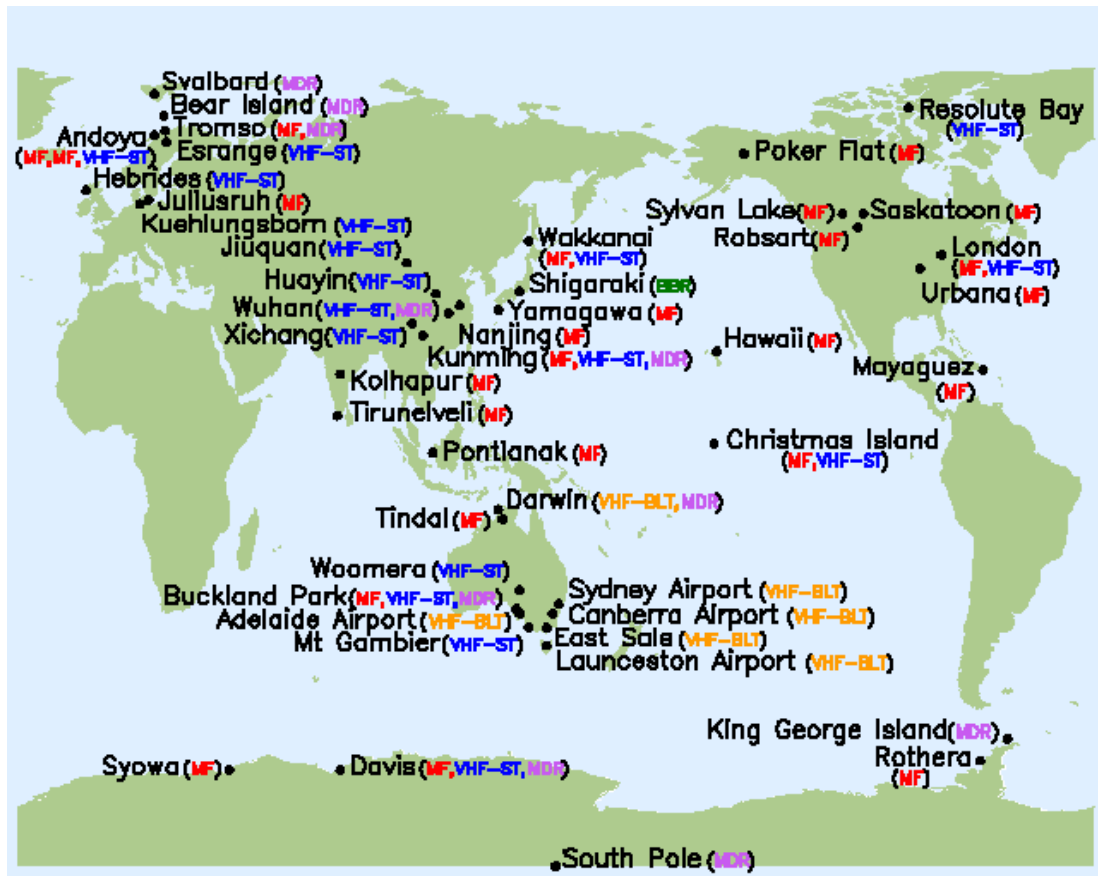 Svalbard (MDR)
Bear Island (MDR)
Andoya
(MF,MF,VHF-ST)
Tromso (MF,MDR)
Esrange (VHF-ST)
Hebrides (VHF-ST)
Juliusruh (MF)
Kuehlungsborn (VHF-ST)
Jiuquan (VHF-ST)
Huayin(VHF-ST)
Wuhan (VHF-ST,MDR)
Xichang(VHF-ST)
Wakkanai
(MF,VHF-ST)
Shigaraki (BBR)
Yamagawa (MF)
Nanjing (MF)
Kunming (MF,VHF-ST,MDR)
Kolhapur (MF)
Tirunelveli (MF)
Pontianak (MF)
Resolute Bay
(VHF-ST)
Poker Flat (MF)
Sylvan Lake(MF)
Saskatoon (MF)
Robsart(MF)
London
(MF,VHF-ST)
Urbana (MF)
Hawaii (MF)
Mayaguez
(MF)
Christmas Island
(MF,VHF-ST)
Darwin (VHF-BLT,MDR)
Tindal (MF)
Woomera (VHF-ST)
Buckland Park(MF,VHF-ST,MDR)
Adelaide Airport (VHF-BLT)
Mt Gambier(VHF-ST)
Sydney Airport (VHF-BLT)
Canberra Airport (VHF-BLT)
East Sale (VHF-BLT)
Launceston Airport (VHF-BLT)
King George Island(MDR)
Rothera
(MF)
Syowa (MF)
Davis (MF,VHF-ST,MDR)
South Pole (MDR)